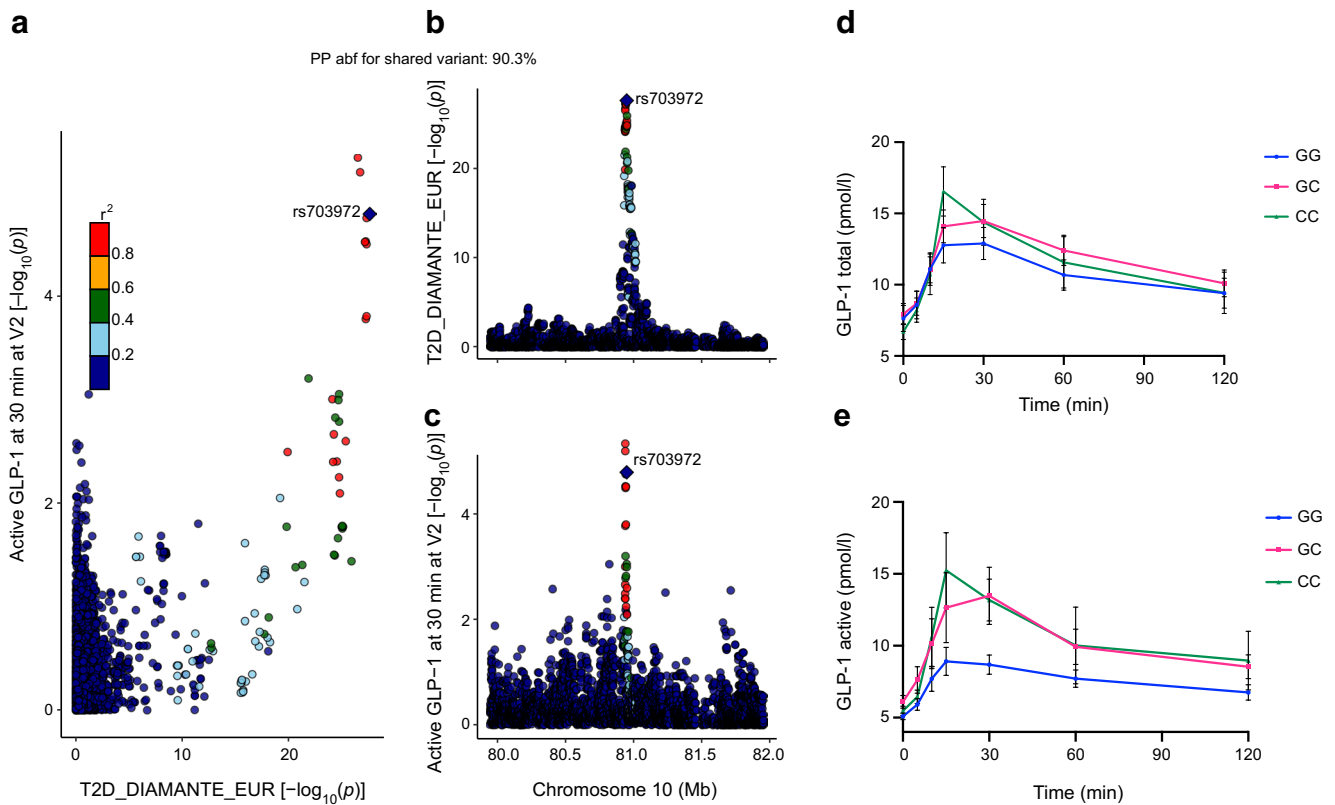 a
b
d
PP abf for shared variant: 90.3%
Active GLP-1 at 30 min at V2 [−log10(p)]
4
2
0
0
10
20
T2D_DIAMANTE_EUR [−log10(p)]
r2
0.8
0.6
0.4
0.2
rs703972
T2D_DIAMANTE_EUR [−log10(p)]
20
10
0
rs703972
c
Active GLP-1 at 30 min at V2 [−log10(p)]
4
2
0
rs703972
80.0
80.5
81.0
81.5
82.0
Chromosome 10 (Mb)
GLP-1 total (pmol/l)
20
15
10
5
0
30
60
90
120
Time (min)
GG
GC
CC
e
GLP-1 active (pmol/l)
20
15
10
5
0
30
60
90
120
Time (min)
GG
GC
CC